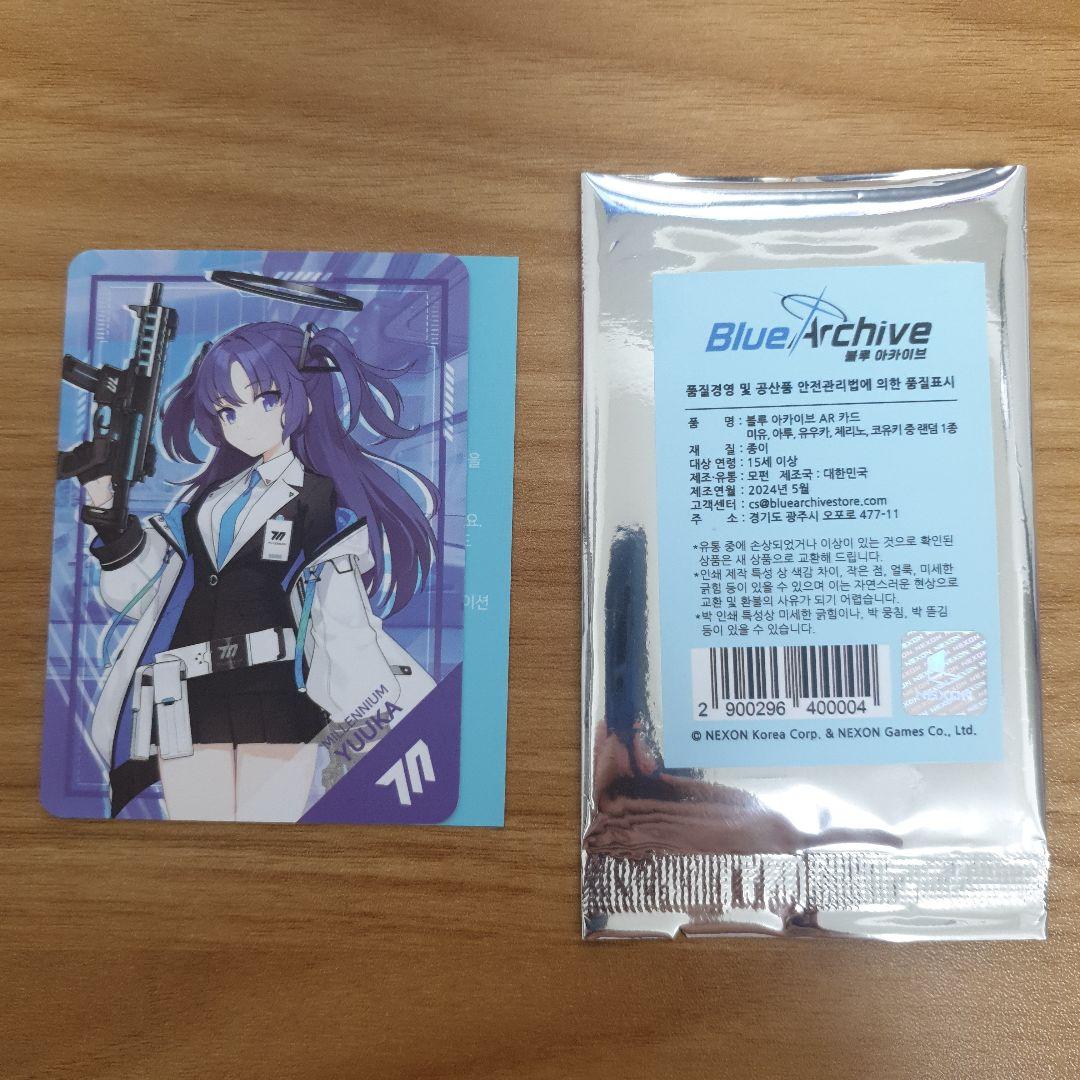 MILLENNIUM
YUUKA
을
요.
드
이션
Blue Archive
블루 아카이브
품질경영 및 공산품 안전관리법에 의한 품질표시
품 명 : 블루 아카이브 AR 카드
미유, 아루, 유우카, 체리노, 코유키 중 랜덤 1종
재 질 : 종이
대상 연령 : 15세 이상
제조·유통 : 모펀 제조국 : 대한민국
제조연월 : 2024년 5월
고객센터 : cs@bluearchivestore.com
주 소 : 경기도 광주시 오포로 477-11
*유통 중에 손상되었거나 이상이 있는 것으로 확인된
상품은 새 상품으로 교환해 드립니다.
*인쇄 제작 특성 상 색감 차이, 작은 점, 얼룩, 미세한
긁힘 등이 있을 수 있으며 이는 자연스러운 현상으로
교환 및 환불의 사유가 되기 어렵습니다.
*박 인쇄 특성상 미세한 긁힘이나, 박 뭉침, 박 뜯김
등이 있을 수 있습니다.
2 900296 400004
NEXON
© NEXON Korea Corp. & NEXON Games Co., Ltd.